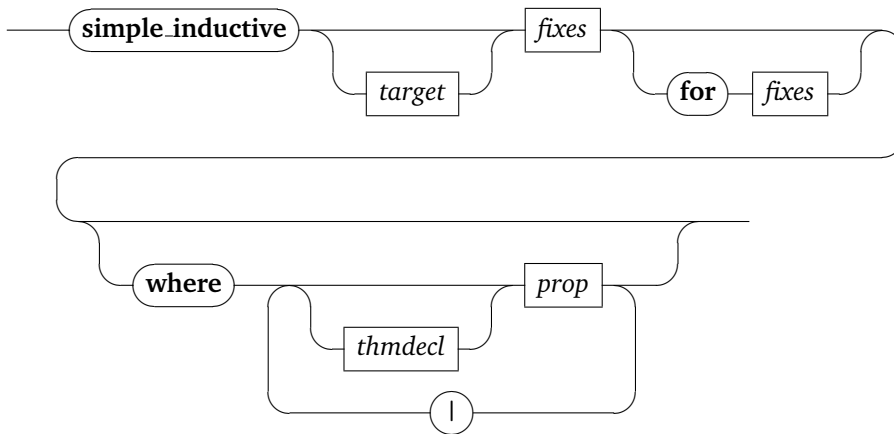 simple_inductive fixes
target for fixes
where prop
thmdecl
|